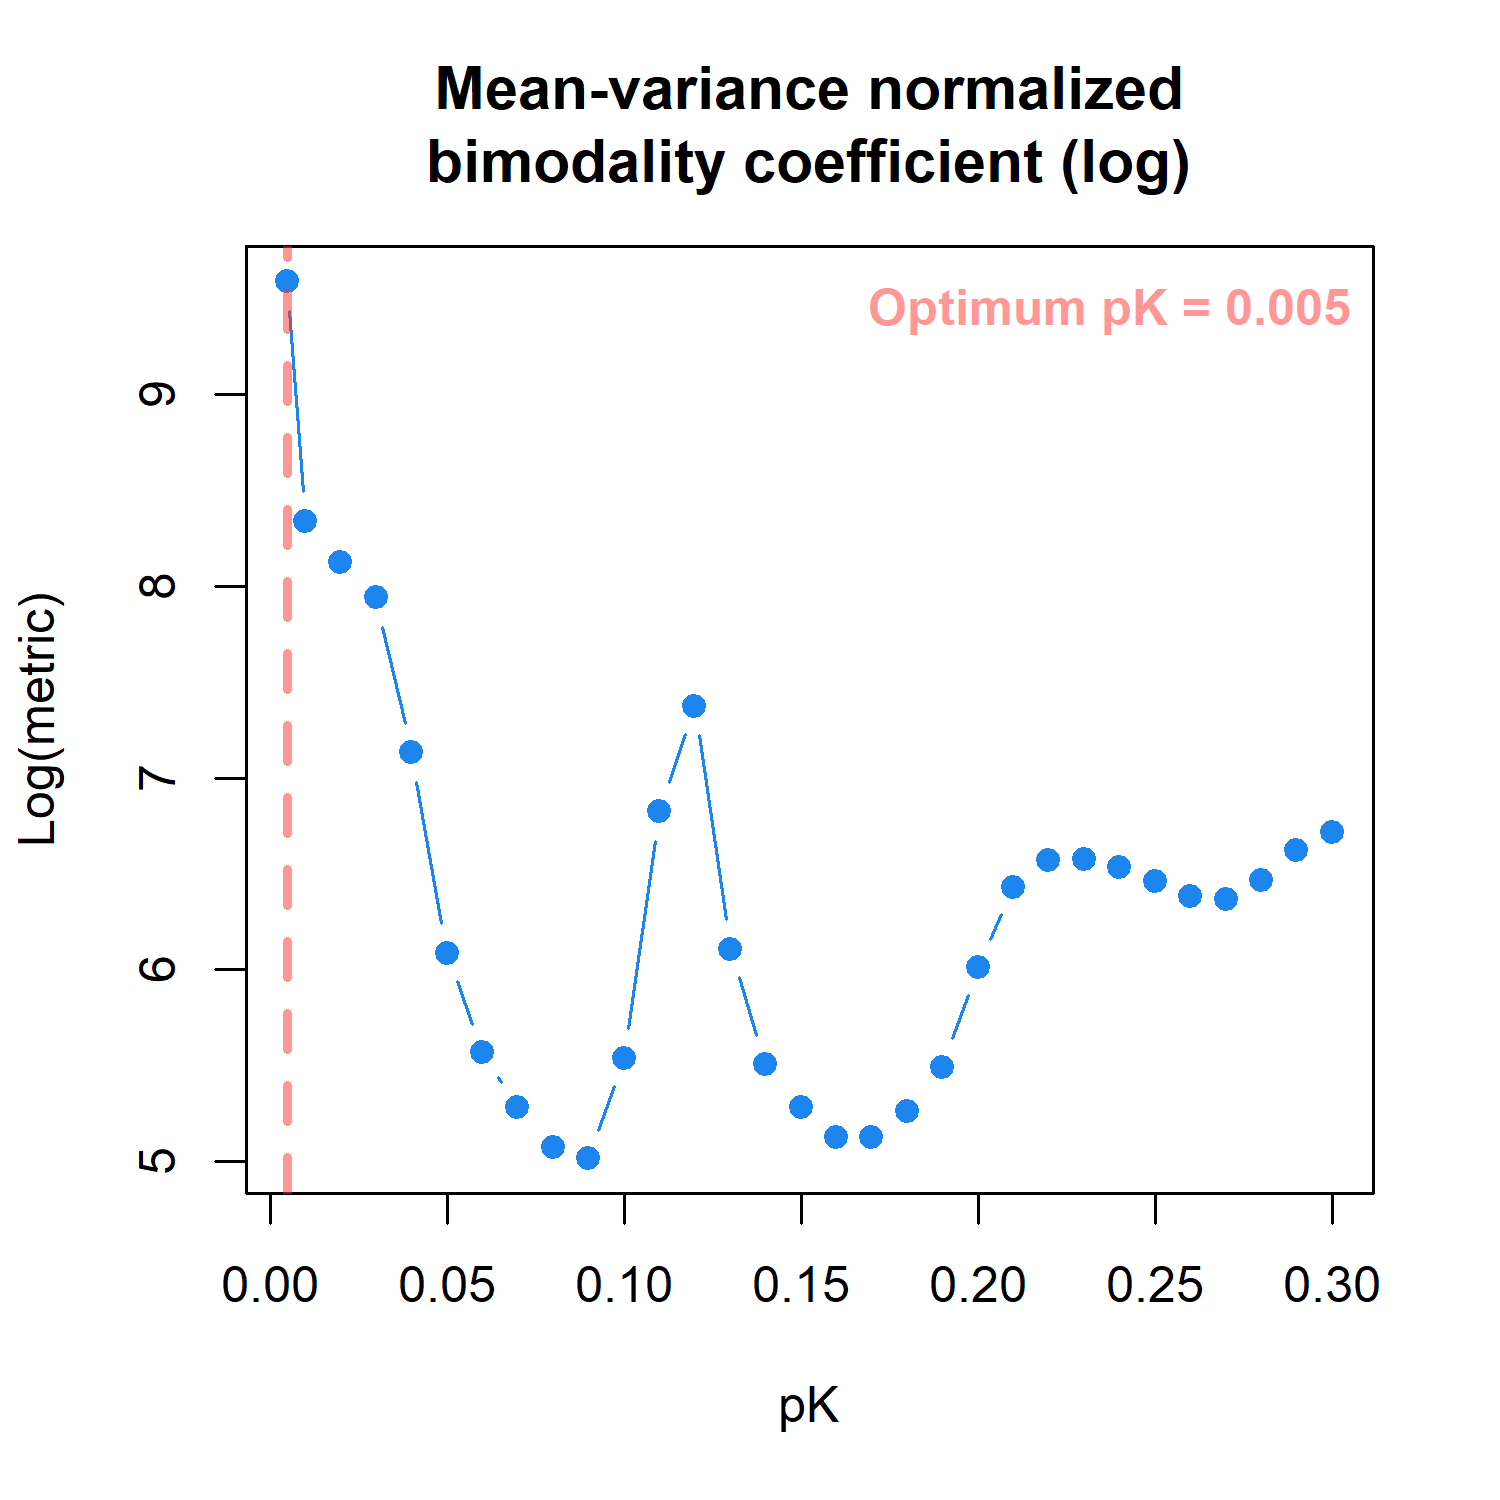 Mean-variance normalized
bimodality coefficient (log)
Optimum pK = 0.005
Log(metric)
9
8
7
6
5
0.00 0.05 0.10 0.15 0.20 0.25 0.30
pK